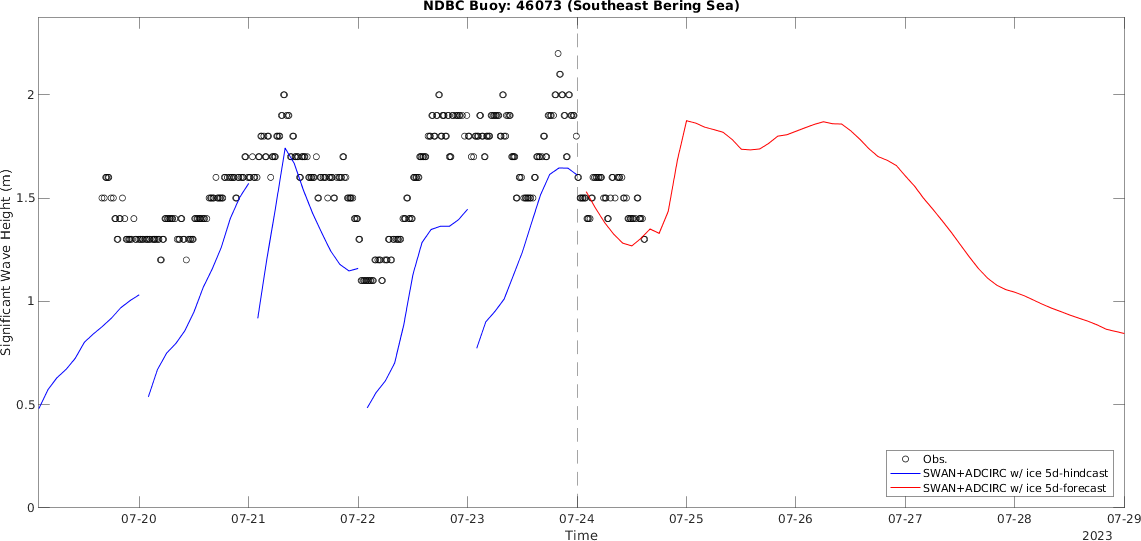 NDBC Buoy: 46073 (Southeast Bering Sea)
Significant Wave Height (m)
2
1.5
1
0.5
0
Obs.
SWAN+ADCIRC w/ ice 5d-hindcast
SWAN+ADCIRC w/ ice 5d-forecast
07-20 07-21 07-22 07-23 07-24 07-25 07-26 07-27 07-28 07-29
Time
2023